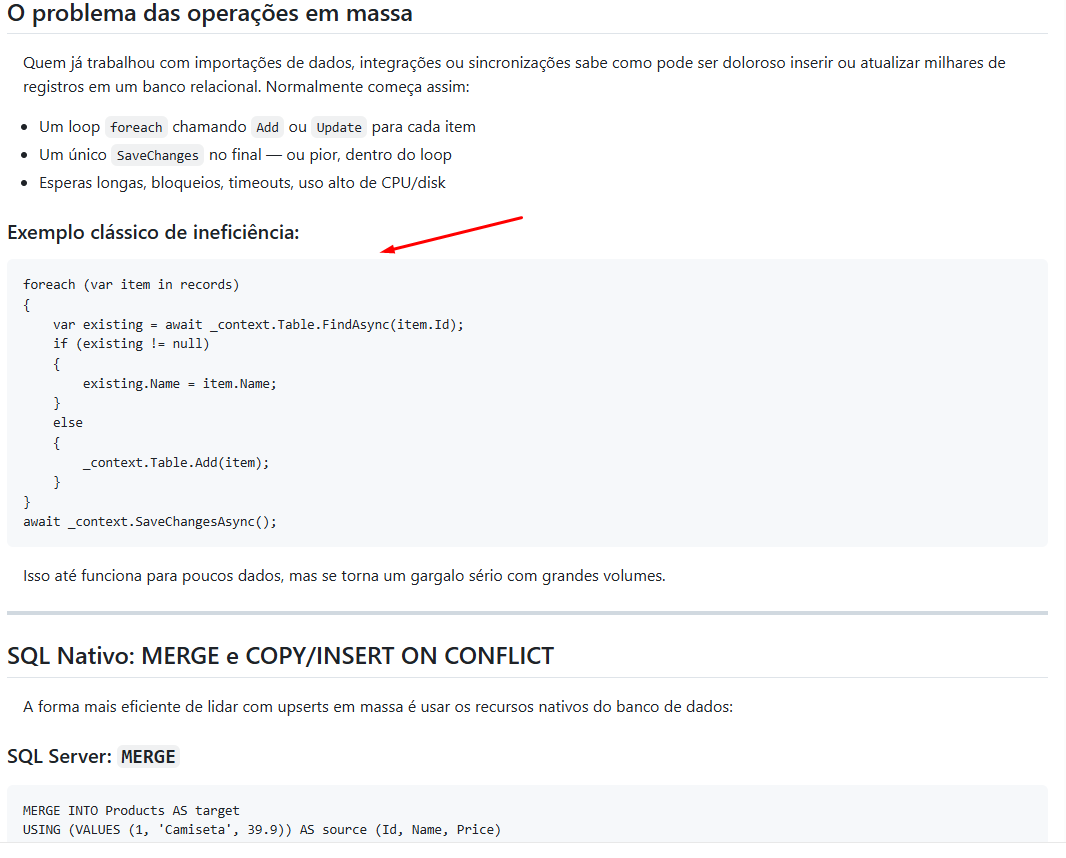 O problema das operações em massa
Quem já trabalhou com importações de dados, integrações ou sincronizações sabe como pode ser doloroso inserir ou atualizar milhares de
registros em um banco relacional. Normalmente começa assim:
• Um loop foreach chamando Add ou Update para cada item
• Um único SaveChanges no final — ou pior, dentro do loop
• Esperas longas, bloqueios, timeouts, uso alto de CPU/disk
Exemplo clássico de ineficiência:
foreach (var item in records)
{
    var existing = await _context.Table.FindAsync(item.Id);
    if (existing != null)
    {
        existing.Name = item.Name;
    }
    else
    {
        _context.Table.Add(item);
    }
}
await _context.SaveChangesAsync();
Isso até funciona para poucos dados, mas se torna um gargalo sério com grandes volumes.
SQL Nativo: MERGE e COPY/INSERT ON CONFLICT
A forma mais eficiente de lidar com upserts em massa é usar os recursos nativos do banco de dados:
SQL Server: MERGE
MERGE INTO Products AS target
USING (VALUES (1, 'Camiseta', 39.9)) AS source (Id, Name, Price)